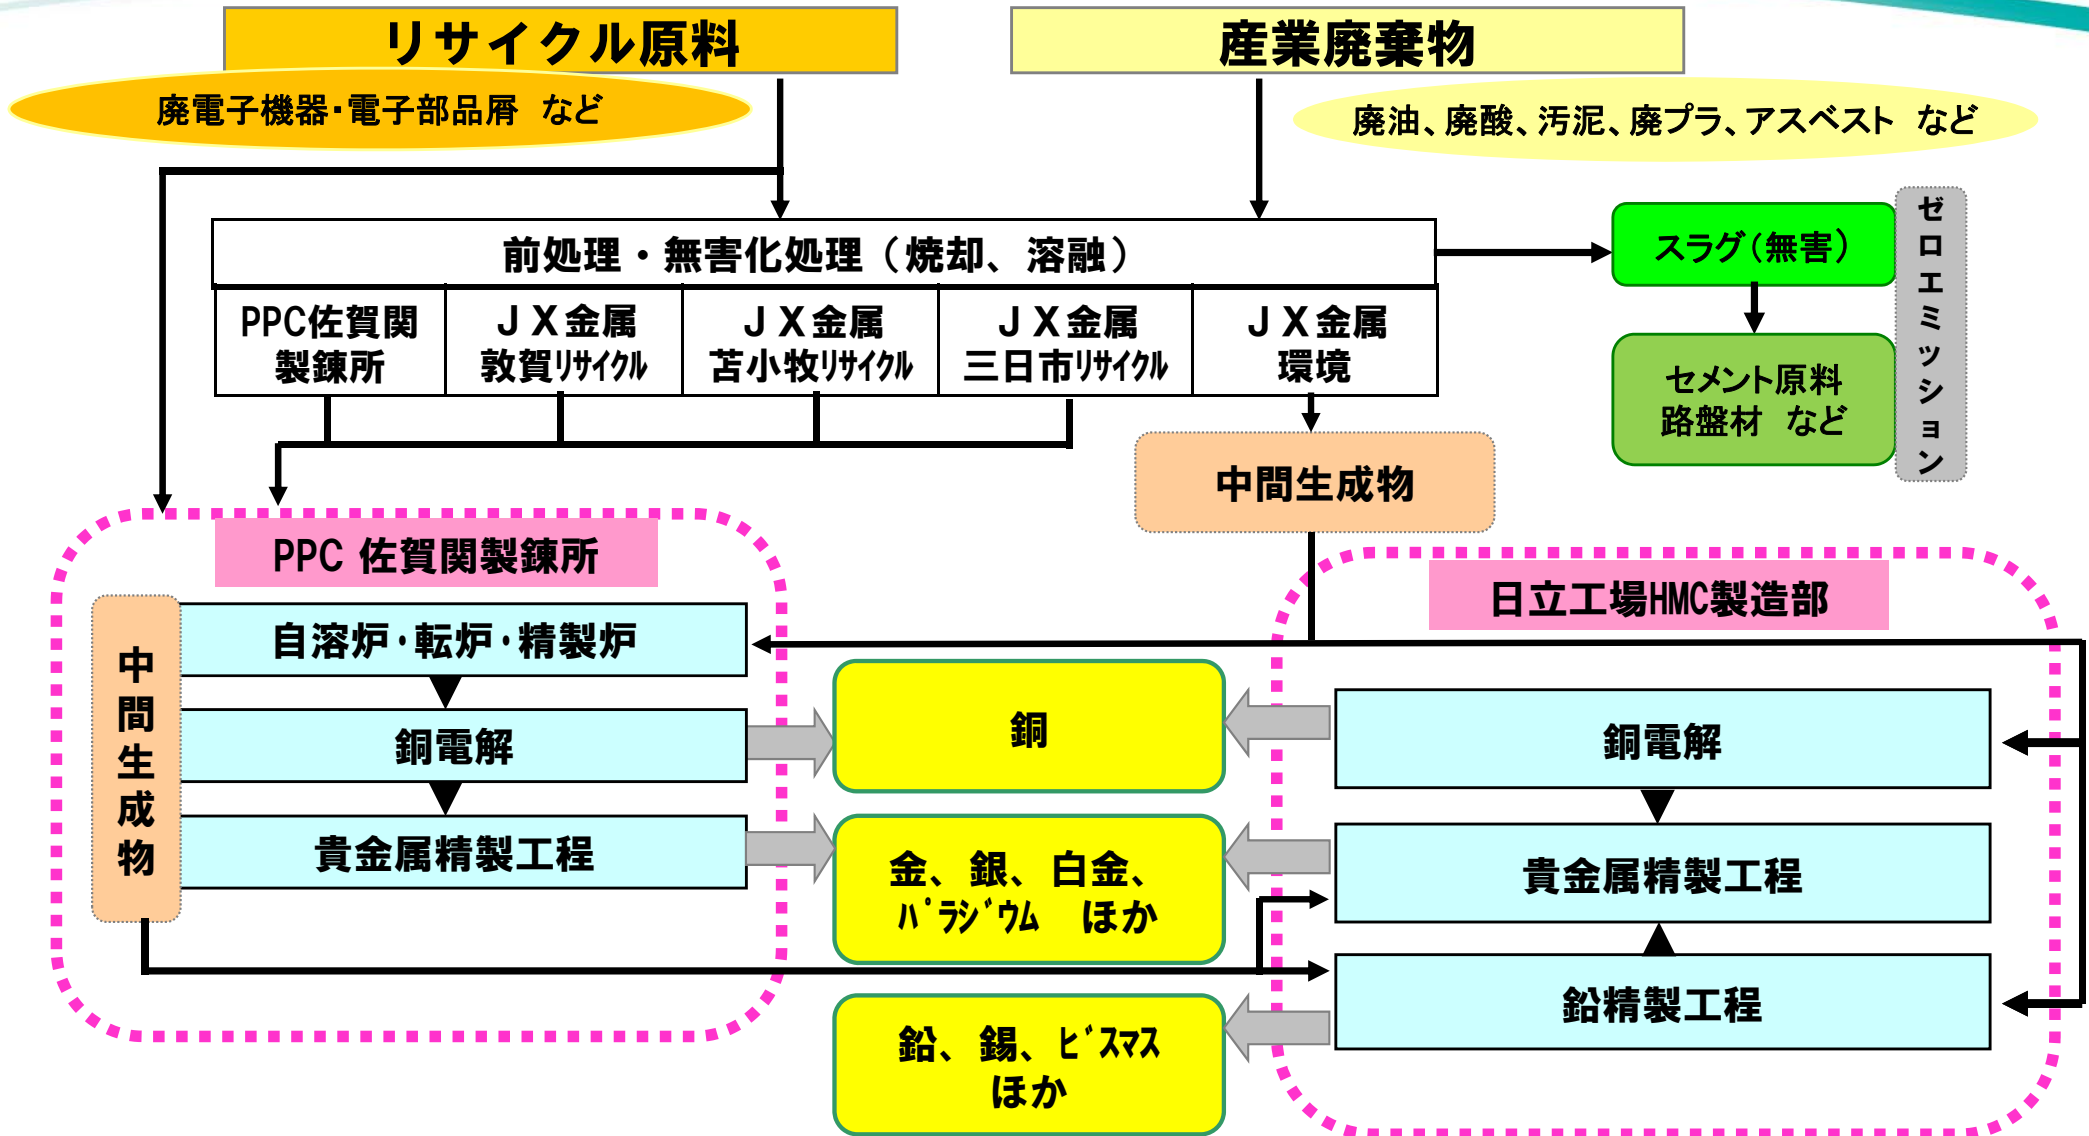 リサイクル原料
産業廃棄物
廃電子機器・電子部品屑　など
廃油、廃酸、汚泥、廃プラ、アスベスト　など
前処理・無害化処理（焼却、溶融）
PPC佐賀関
製錬所
ＪＸ金属
敦賀ﾘｻｲｸﾙ
ＪＸ金属
苫小牧ﾘｻｲｸﾙ
ＪＸ金属
三日市ﾘｻｲｸﾙ
ＪＸ金属
環境
スラグ（無害）
セメント原料
路盤材　など
ゼロエミッション
中間生成物
PPC 佐賀関製錬所
中間生成物
自溶炉・転炉・精製炉
銅電解
貴金属精製工程
銅
金、銀、白金、
ﾊﾟﾗｼﾞｳﾑ　ほか
鉛、錫、ﾋﾞｽﾏｽ
ほか
日立工場HMC製造部
銅電解
貴金属精製工程
鉛精製工程